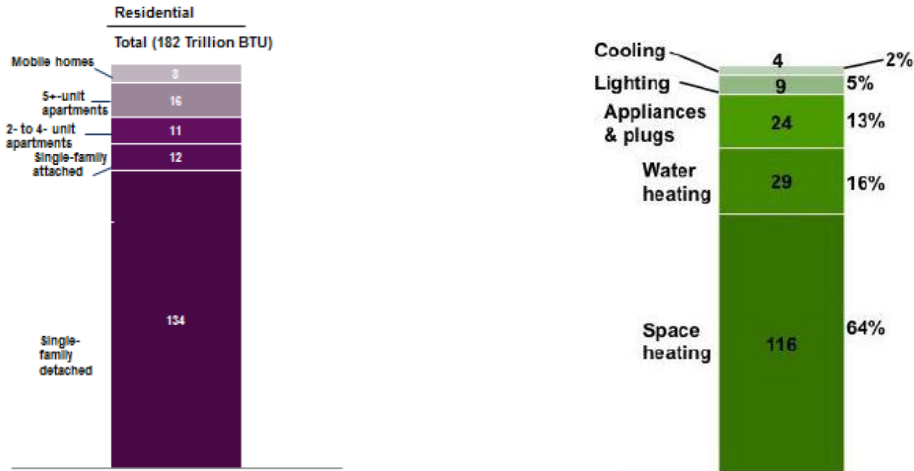 Residential
Total (182 Trillion BTU)
Mobile homes
8
5+-unit
apartments
16
2- to 4- unit
apartments
11
Single-family
attached
12
134
Single-
family
detached
Cooling
4
2%
Lighting
9
5%
Appliances
& plugs
24
13%
Water
heating
29
16%
Space
heating
116
64%